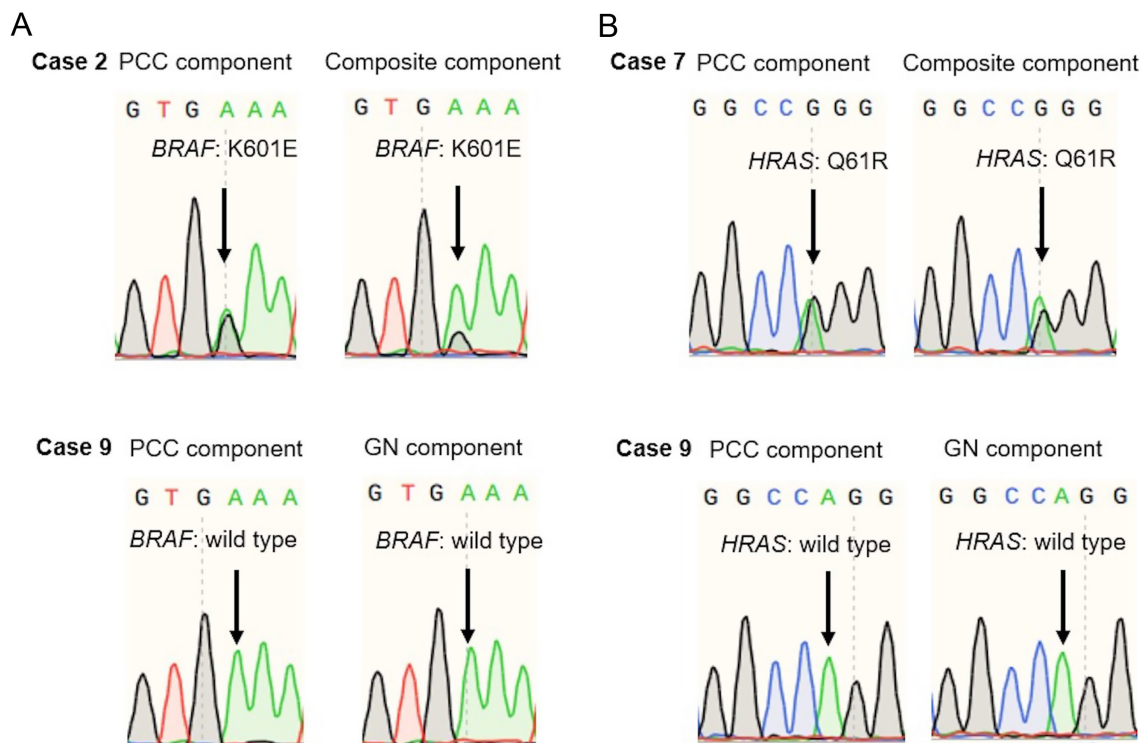 A
B
Case 2 PCC component
Composite component
Case 7 PCC component
Composite component
G T G A A A
G T G A A A
G G C C G G G
G G C C G G G
BRAF: K601E
BRAF: K601E
HRAS: Q61R
HRAS: Q61R
Case 9 PCC component
GN component
Case 9 PCC component
GN component
G T G A A A
G T G A A A
G G C C A G G
G G C C A G G
BRAF: wild type
BRAF: wild type
HRAS: wild type
HRAS: wild type